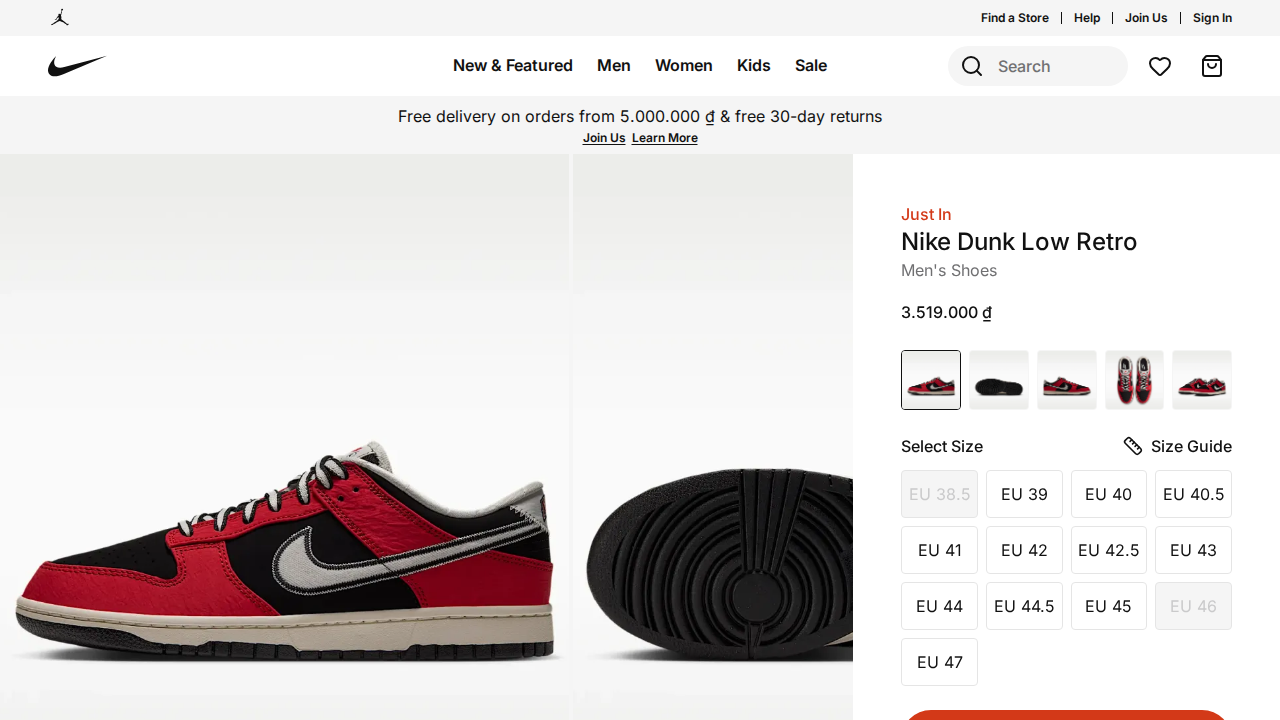 Find a Store
Help
Join Us
Sign In
New & Featured
Men
Women
Kids
Sale
Search
Free delivery on orders from 5.000.000 ₫ & free 30-day returns
Join Us Learn More
Just In
Nike Dunk Low Retro
Men's Shoes
3.519.000 ₫
Select Size
Size Guide
EU 38.5
EU 39
EU 40
EU 40.5
EU 41
EU 42
EU 42.5
EU 43
EU 44
EU 44.5
EU 45
EU 46
EU 47